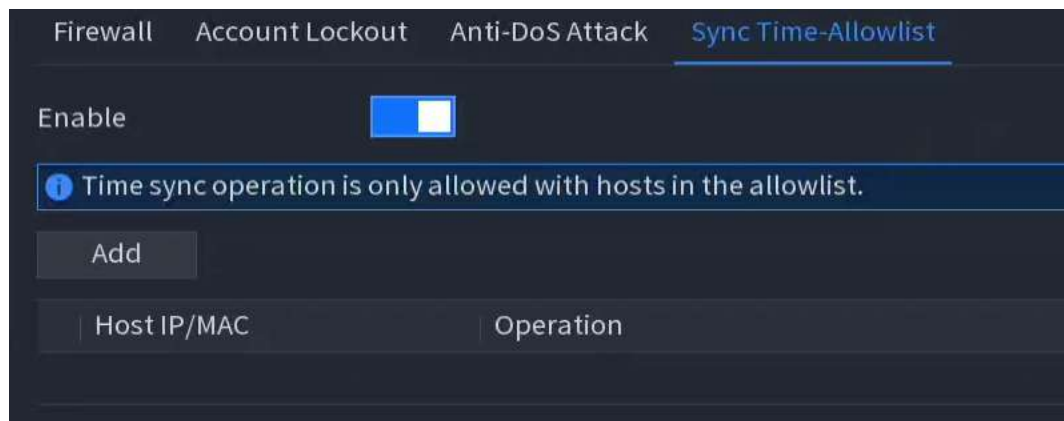 Firewall Account Lockout Anti-DoS Attack Sync Time-Allowlist
Enable
Time sync operation is only allowed with hosts in the allowlist.
Add
Host IP/MAC Operation